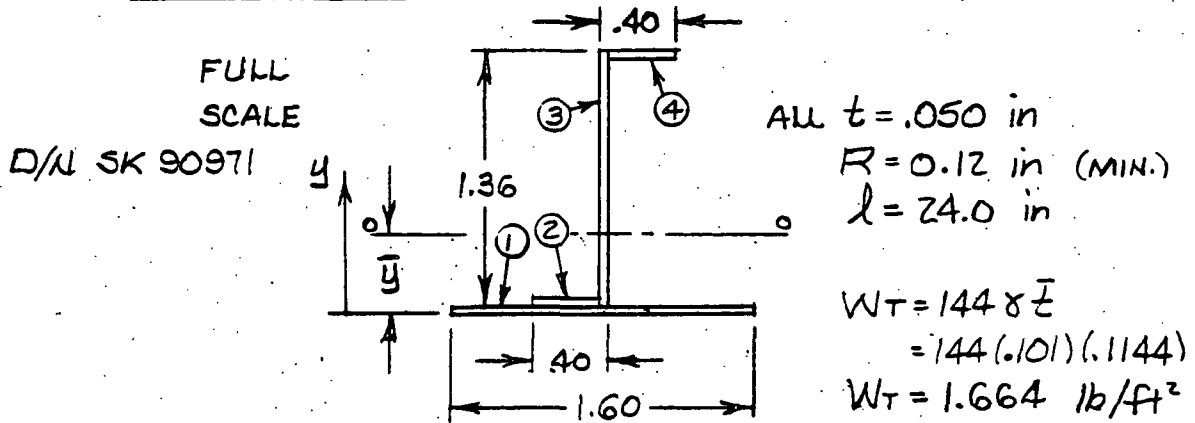 FULL
SCALE
D/N SK 90971
.40
③
④
1.36
y
o
ȳ
①
②
o
.40
1.60
ALL t = .050 in
R = 0.12 in (MIN.)
l = 24.0 in
WT = 144 γ t̄
= 144 (.101)(.1144)
WT = 1.664 lb/ft²